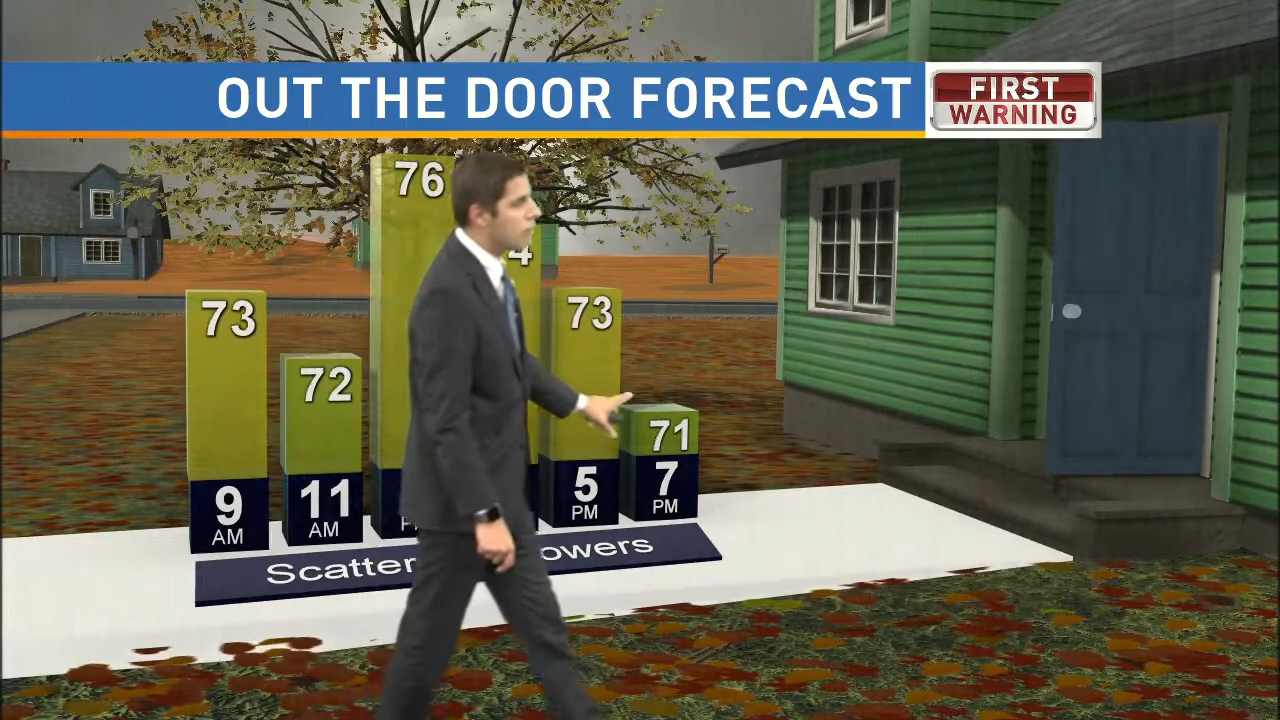 OUT THE DOOR FORECAST
FIRST
WARNING
76
4
73
73
72
71
9
AM
11
AM
5
PM
7
PM
Scatter owers